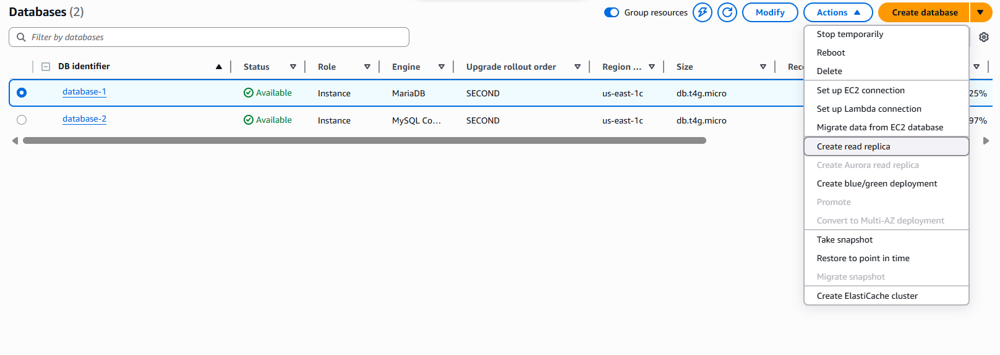 Databases (2)
Group resources
Modify
Actions
Create database
Filter by databases
DB identifier
Status
Role
Engine
Upgrade rollout order
Region ...
Size
Rec
database-1
Available
Instance
MariaDB
SECOND
us-east-1c
db.t4g.micro
25%
database-2
Available
Instance
MySQL Co...
SECOND
us-east-1c
db.t4g.micro
97%
Stop temporarily
Reboot
Delete
Set up EC2 connection
Set up Lambda connection
Migrate data from EC2 database
Create read replica
Create Aurora read replica
Create blue/green deployment
Promote
Convert to Multi-AZ deployment
Take snapshot
Restore to point in time
Migrate snapshot
Create ElastiCache cluster